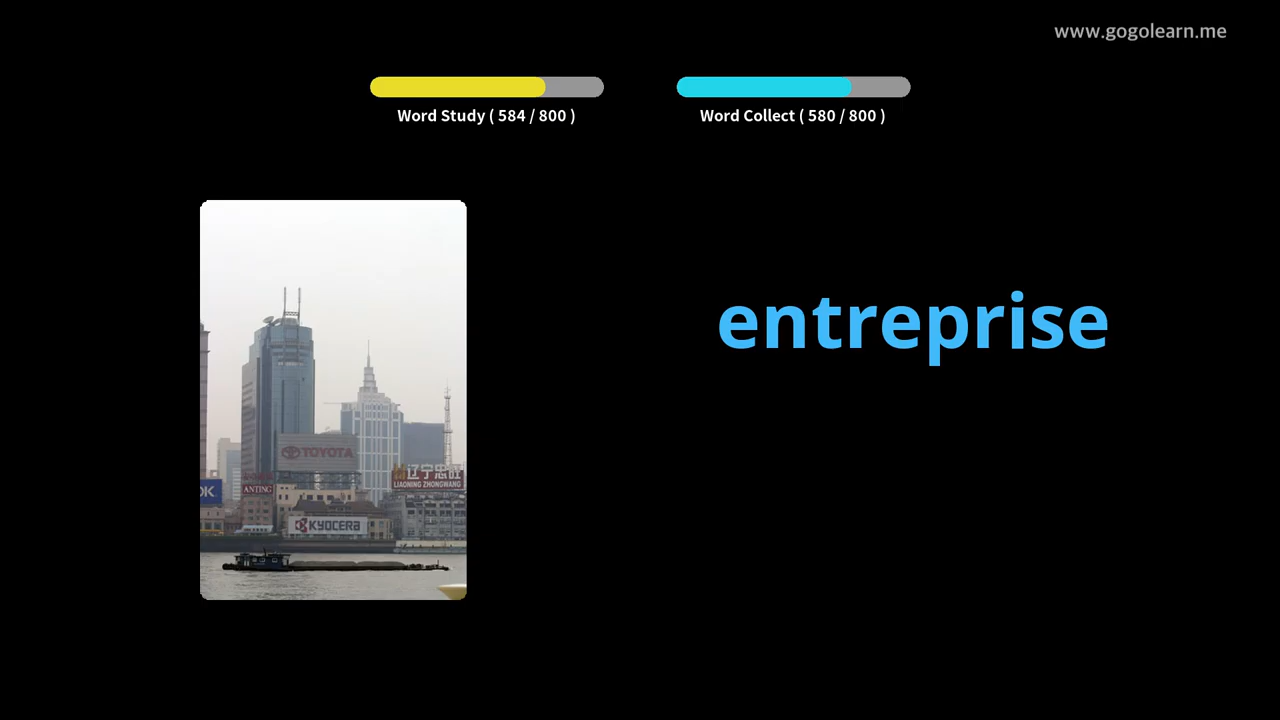 www.gogolearn.me
Word Study ( 584 / 800 )
Word Collect ( 580 / 800 )
entreprise
TOYOTA
辽宁忠旺
LIAONING ZHONGWANG
OK
ANTING
KYOCERA